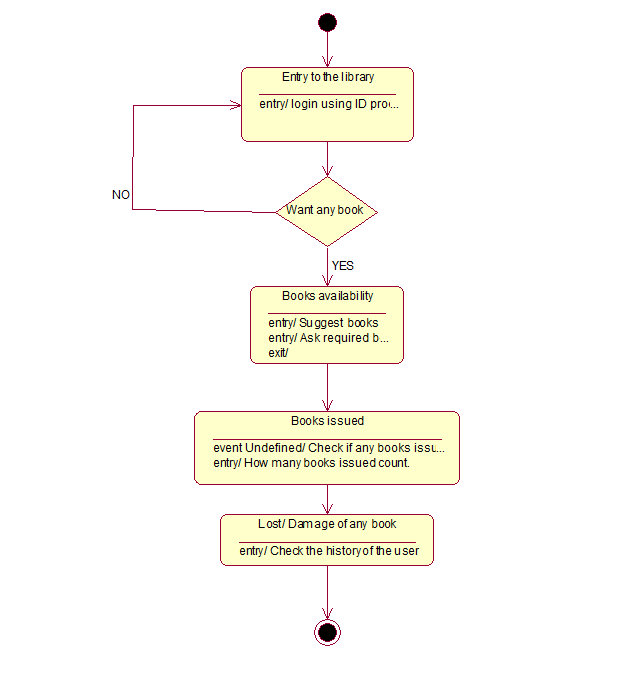 Entry to the library
entry/ login using ID proc...
NO
Want any book
YES
Books availability
entry/ Suggest books
entry/ Ask required b...
exit/
Books issued
event Undefined/ Check if any books issu...
entry/ How many books issued count.
Lost/ Damage of any book
entry/ Check the history of the user